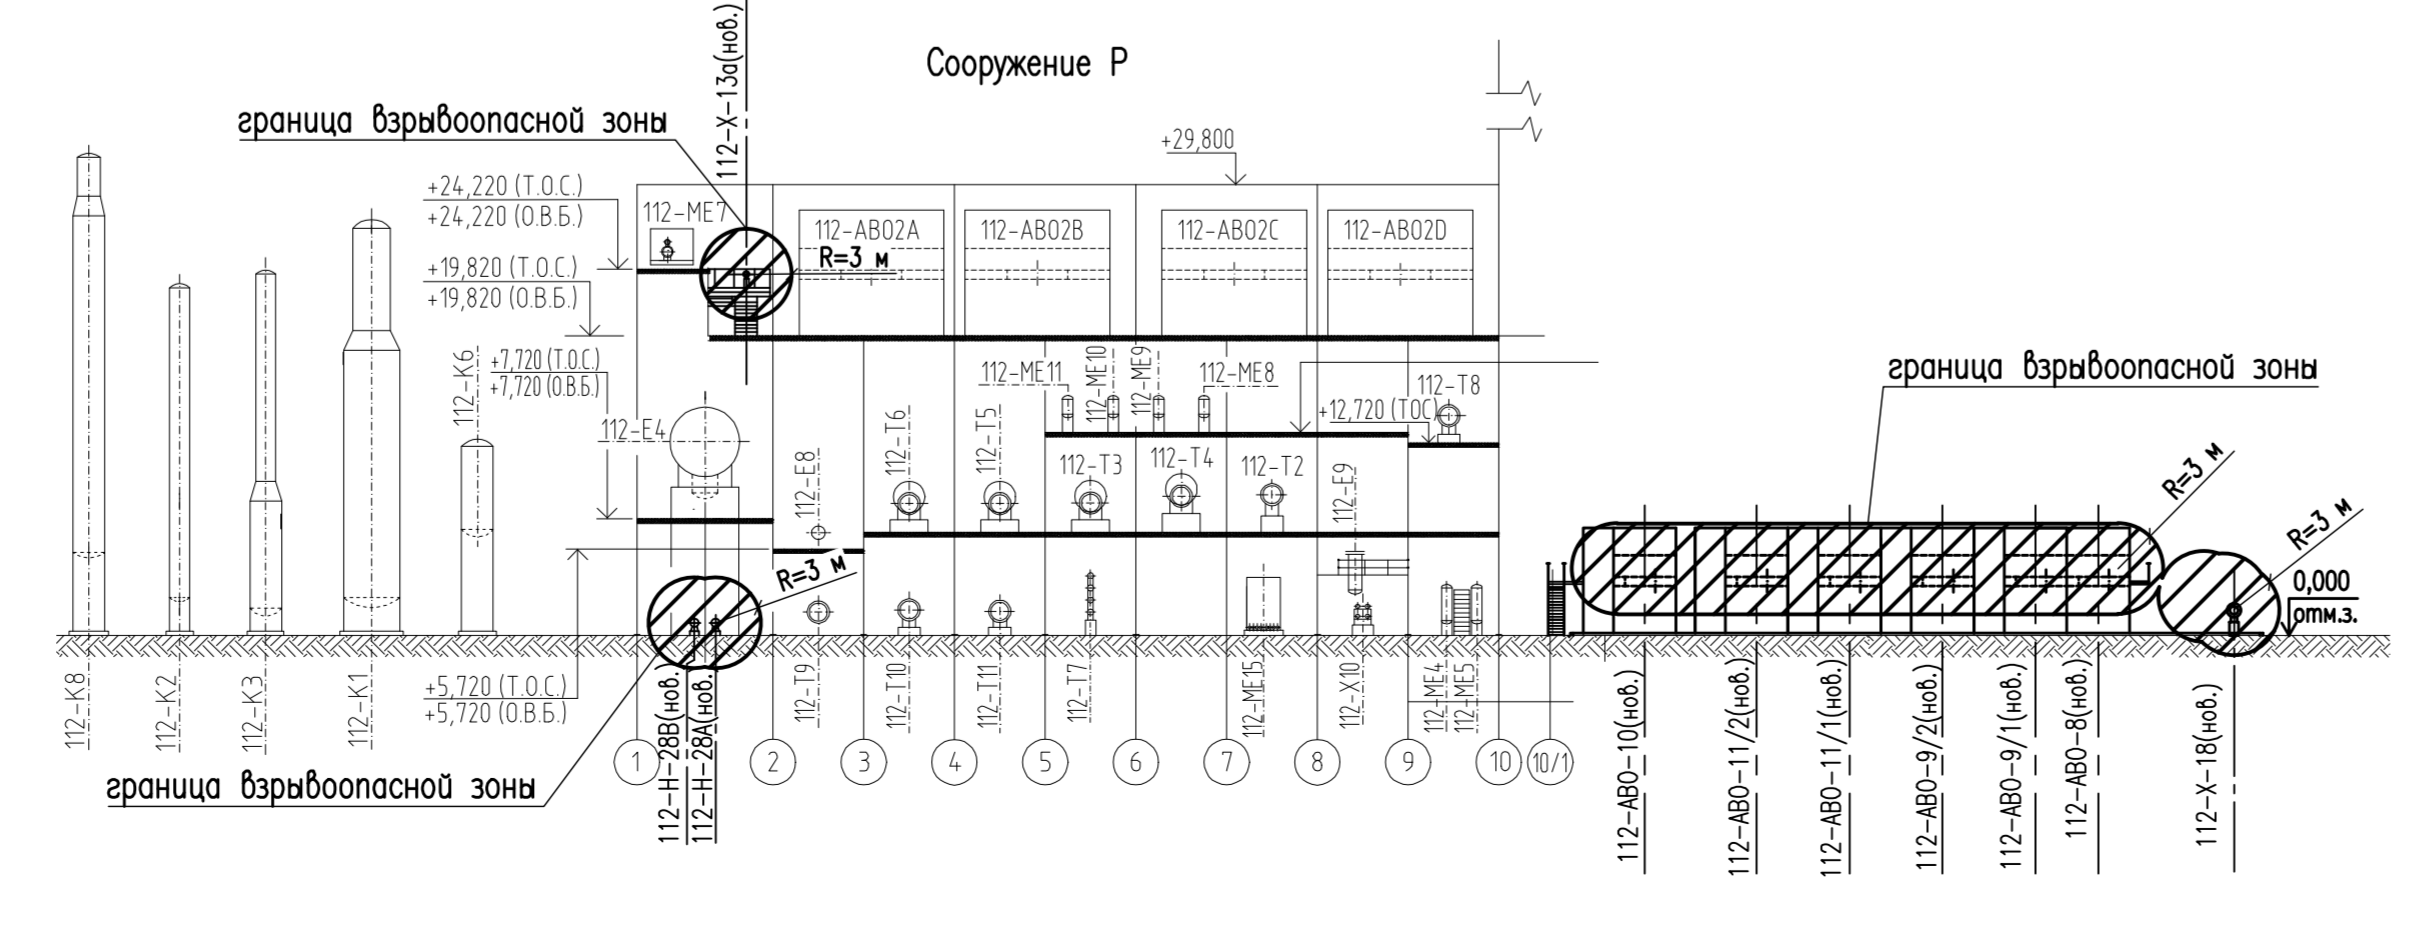 Сооружение Р
112-Х-13а(нов.)
граница взрывоопасной зоны
+29,800
+24,220 (Т.О.С.)
+24,220 (О.В.Б.)
112-МЕ7
112-АВ02А
112-АВ02В
112-АВ02С
112-АВ02D
R=3 м
+19,820 (Т.О.С.)
+19,820 (О.В.Б.)
112-К6
+7,720 (Т.О.С.)
+7,720 (О.В.Б.)
112-МЕ11
112-МЕ10
112-МЕ9
112-МЕ8
112-Т8
+12,720 (ТОС)
граница взрывоопасной зоны
112-Е4
112-Е8
112-Т6
112-Т5
112-Т3
112-Т4
112-Т2
112-Е9
R=3 м
R=3 м
R=3 м
0,000
отм.з.
112-К8
112-К2
112-К3
112-К1
+5,720 (Т.О.С.)
+5,720 (О.В.Б.)
112-Н-28В(нов.)
112-Н-28А(нов.)
112-Т9
112-Т10
112-Т11
112-Т7
112-МЕ15
112-Х10
112-МЕ4
112-МЕ5
112-АВО-10(нов.)
112-АВО-11/2(нов.)
112-АВО-11/1(нов.)
112-АВО-9/2(нов.)
112-АВО-9/1(нов.)
112-АВО-8(нов.)
112-Х-18(нов.)
1 2 3 4 5 6 7 8 9 10 10/1
граница взрывоопасной зоны